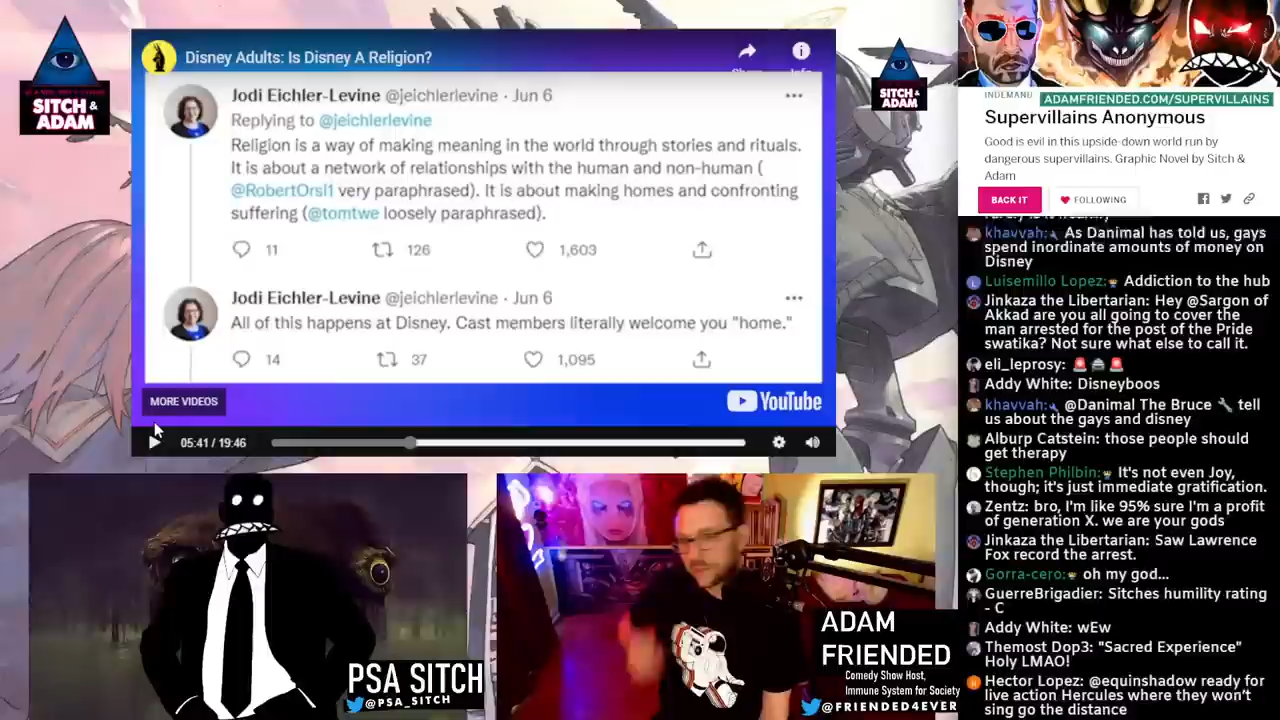 Disney Adults: Is Disney A Religion?
Jodi Eichler-Levine @jeichlerlevine · Jun 6
Replying to @jeichlerlevine
Religion is a way of making meaning in the world through stories and rituals.
It is about a network of relationships with the human and non-human (
@RobertOrsi1 very paraphrased). It is about making homes and confronting
suffering (@tomtwe loosely paraphrased).
11 126 1,603
Jodi Eichler-Levine @jeichlerlevine · Jun 6
All of this happens at Disney. Cast members literally welcome you "home."
14 37 1,095
MORE VIDEOS
YouTube
05:41 / 19:46
SITCH &
ADAM
SITCH &
ADAM
PSA SITCH
@PSA_SITCH
ADAM
FRIENDED
Comedy Show Host,
Immune System for Society
@FRIENDED4EVER
INDEMAND
ADAMFRIENDED.COM/SUPERVILLAINS
Supervillains Anonymous
Good is evil in this upside-down world run by
dangerous supervillains. Graphic Novel by Sitch &
Adam
BACK IT
FOLLOWING
khavvah: As Danimal has told us, gays
spend inordinate amounts of money on
Disney
Luisemillo Lopez: Addiction to the hub
Jinkaza the Libertarian: Hey @Sargon of
Akkad are you all going to cover the
man arrested for the post of the Pride
swatika? Not sure what else to call it.
eli_leprosy: 🚨🚔🚨
Addy White: Disneyboos
khavvah: @Danimal The Bruce 🔧 tell
us about the gays and disney
Alburp Catstein: those people should
get therapy
Stephen Philbin: It's not even Joy,
though; it's just immediate gratification.
Zentz: bro, I'm like 95% sure I'm a profit
of generation X. we are your gods
Jinkaza the Libertarian: Saw Lawrence
Fox record the arrest.
Gorra-cero: oh my god...
GuerreBrigadier: Sitches humility rating
- C
Addy White: wEw
Themost Dop3: "Sacred Experience"
Holy LMAO!
Hector Lopez: @equinshadow ready for
live action Hercules where they won't
sing go the distance